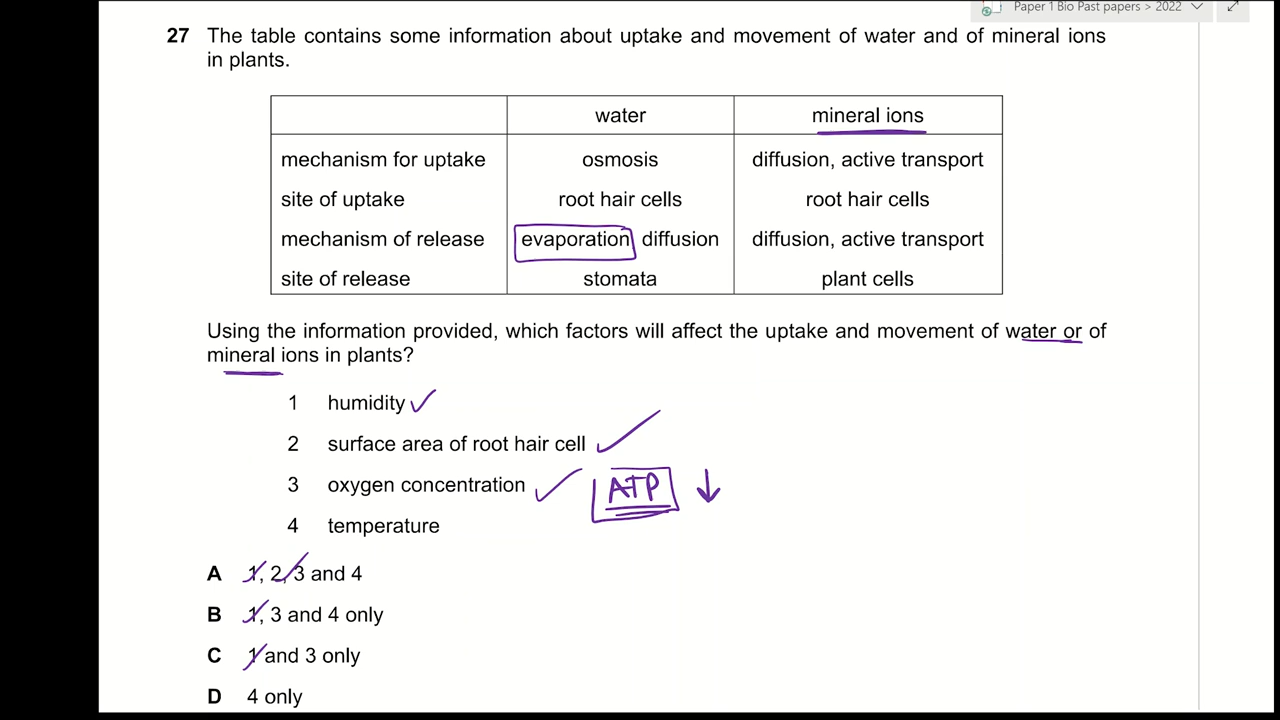 Paper 1 Bio Past papers > 2022
27 The table contains some information about uptake and movement of water and of mineral ions
in plants.
water mineral ions
mechanism for uptake osmosis diffusion, active transport
site of uptake root hair cells root hair cells
mechanism of release evaporation diffusion diffusion, active transport
site of release stomata plant cells
Using the information provided, which factors will affect the uptake and movement of water or of
mineral ions in plants?
1 humidity
2 surface area of root hair cell
3 oxygen concentration ATP
4 temperature
A 1, 2, 3 and 4
B 1, 3 and 4 only
C 1 and 3 only
D 4 only